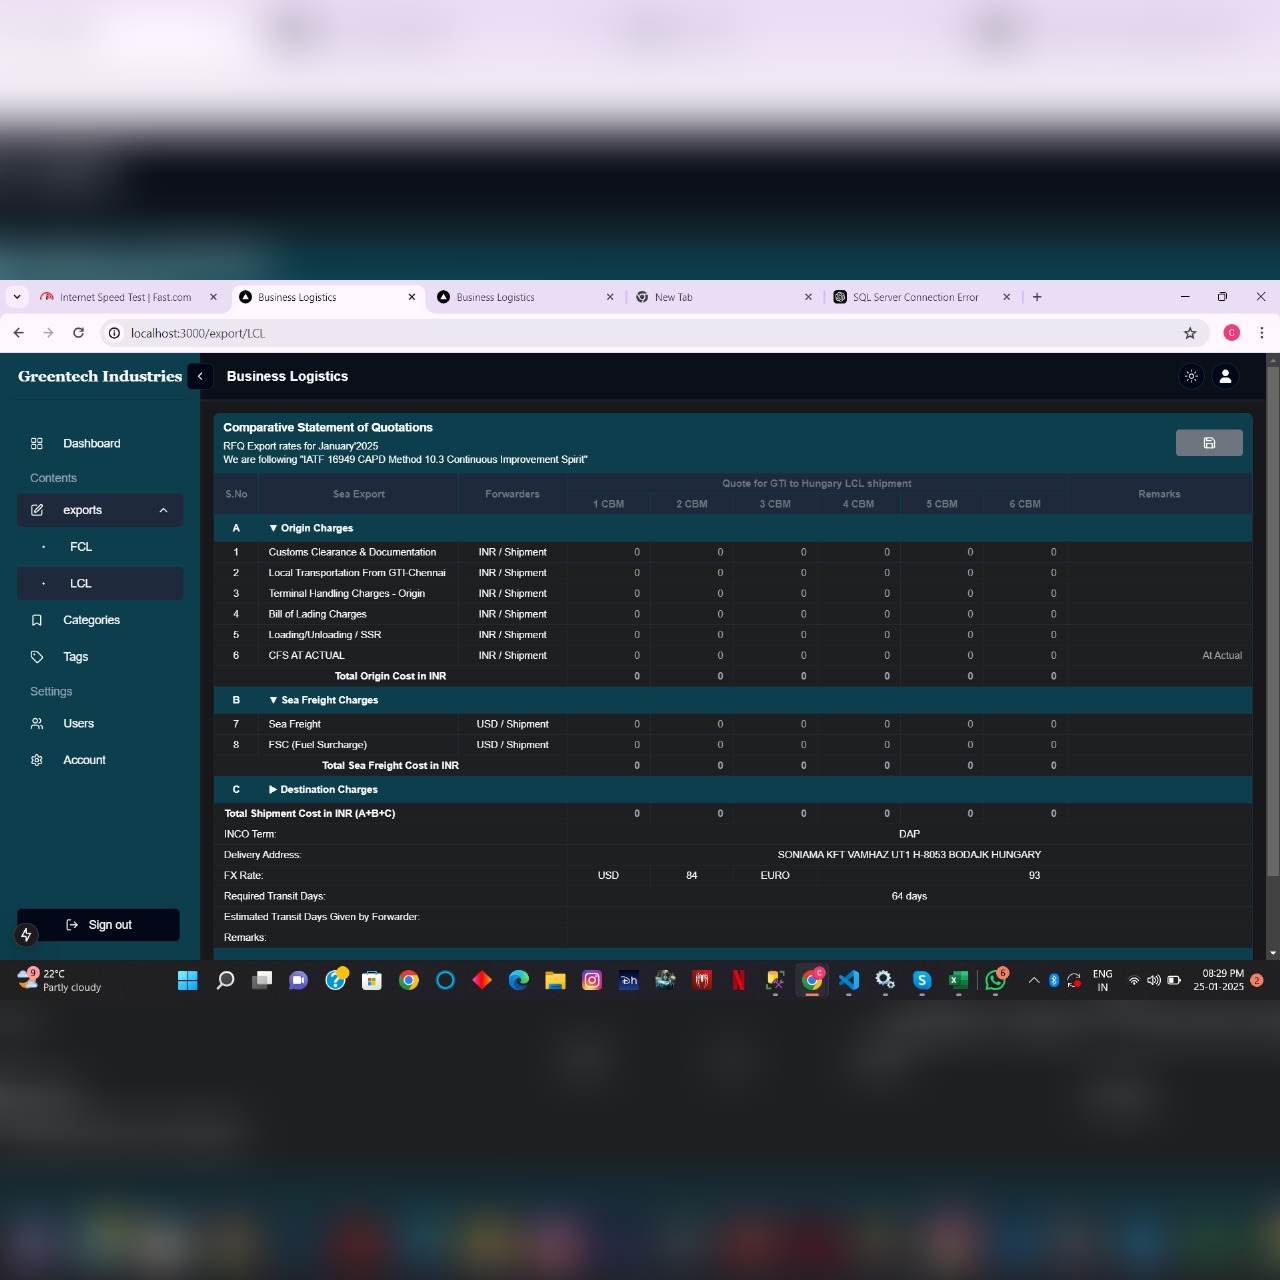 Internet Speed Test | Fast.com
Business Logistics
Business Logistics
New Tab
SQL Server Connection Error
localhost:3000/export/LCL
C
Greentech Industries
Business Logistics
Dashboard
Contents
exports
FCL
LCL
Categories
Tags
Settings
Users
Account
Sign out
Comparative Statement of Quotations
RFQ Export rates for January'2025
We are following "IATF 16949 CAPD Method 10.3 Continuous Improvement Spirit"
S.No Sea Export Forwarders Quote for GTI to Hungary LCL shipment Remarks
1 CBM 2 CBM 3 CBM 4 CBM 5 CBM 6 CBM
A ▼ Origin Charges
1 Customs Clearance & Documentation INR / Shipment 0 0 0 0 0 0
2 Local Transportation From GTI-Chennai INR / Shipment 0 0 0 0 0 0
3 Terminal Handling Charges - Origin INR / Shipment 0 0 0 0 0 0
4 Bill of Lading Charges INR / Shipment 0 0 0 0 0 0
5 Loading/Unloading / SSR INR / Shipment 0 0 0 0 0 0
6 CFS AT ACTUAL INR / Shipment 0 0 0 0 0 0 At Actual
Total Origin Cost in INR 0 0 0 0 0 0
B ▼ Sea Freight Charges
7 Sea Freight USD / Shipment 0 0 0 0 0 0
8 FSC (Fuel Surcharge) USD / Shipment 0 0 0 0 0 0
Total Sea Freight Cost in INR 0 0 0 0 0 0
C ▶ Destination Charges
Total Shipment Cost in INR (A+B+C) 0 0 0 0 0 0
INCO Term: DAP
Delivery Address: SONIAMA KFT VAMHAZ UT1 H-8053 BODAJK HUNGARY
FX Rate: USD 84 EURO 93
Required Transit Days: 64 days
Estimated Transit Days Given by Forwarder:
Remarks:
9
22°C
Partly cloudy
Dh
N
C
S
6
ENG
IN
08:29 PM
25-01-2025
2